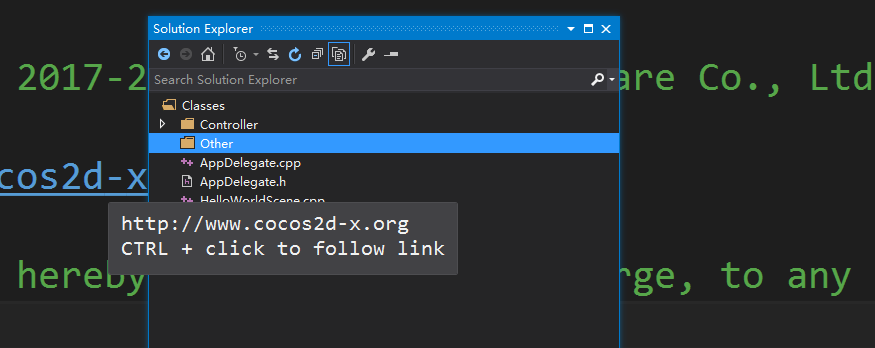 Solution Explorer
2017-2
are Co., Ltd
Search Solution Explorer
Classes
Controller
Other
cos2d-x
AppDelegate.cpp
AppDelegate.h
HelloWorldScene.cpp
http://www.cocos2d-x.org
CTRL + click to follow link
hereby
rge, to any